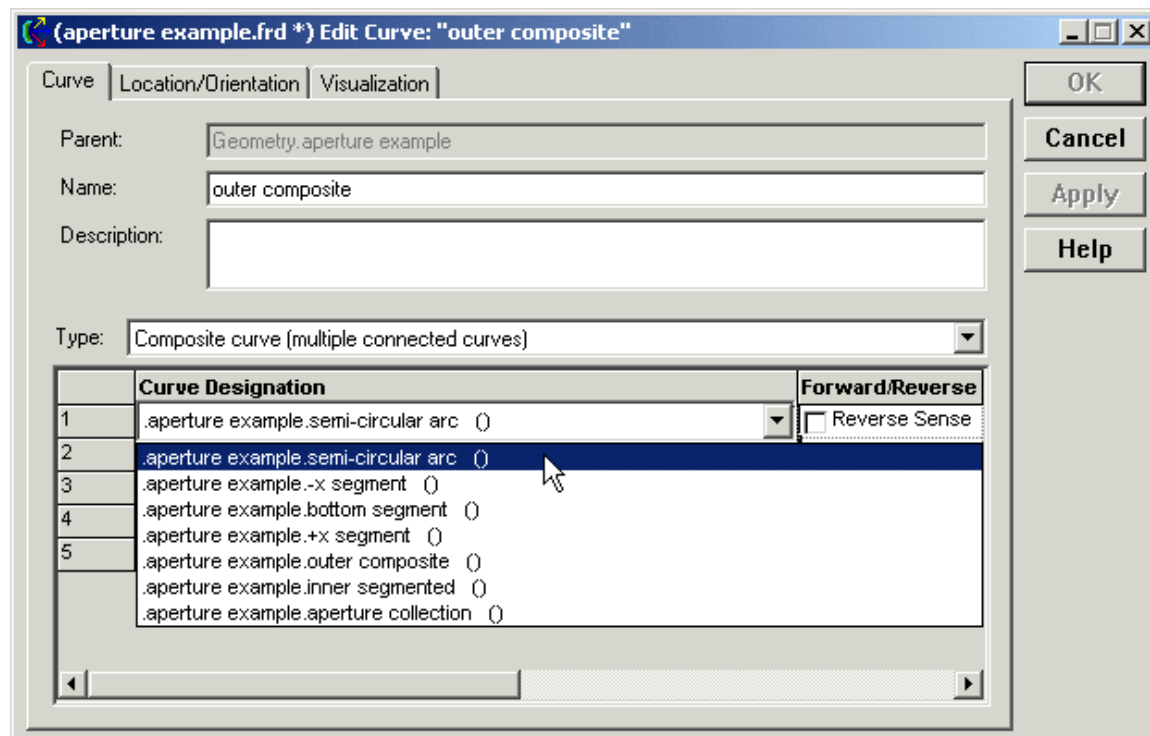 (aperture example.frd *) Edit Curve: "outer composite"
Curve Location/Orientation Visualization
OK
Parent: Geometry.aperture example
Cancel
Name: outer composite
Apply
Description:
Help
Type: Composite curve (multiple connected curves)
Curve Designation Forward/Reverse
1 .aperture example.semi-circular arc () Reverse Sense
2 .aperture example.semi-circular arc ()
3 .aperture example.-x segment ()
.aperture example.bottom segment ()
4 .aperture example.+x segment ()
5 .aperture example.outer composite ()
.aperture example.inner segmented ()
.aperture example.aperture collection ()